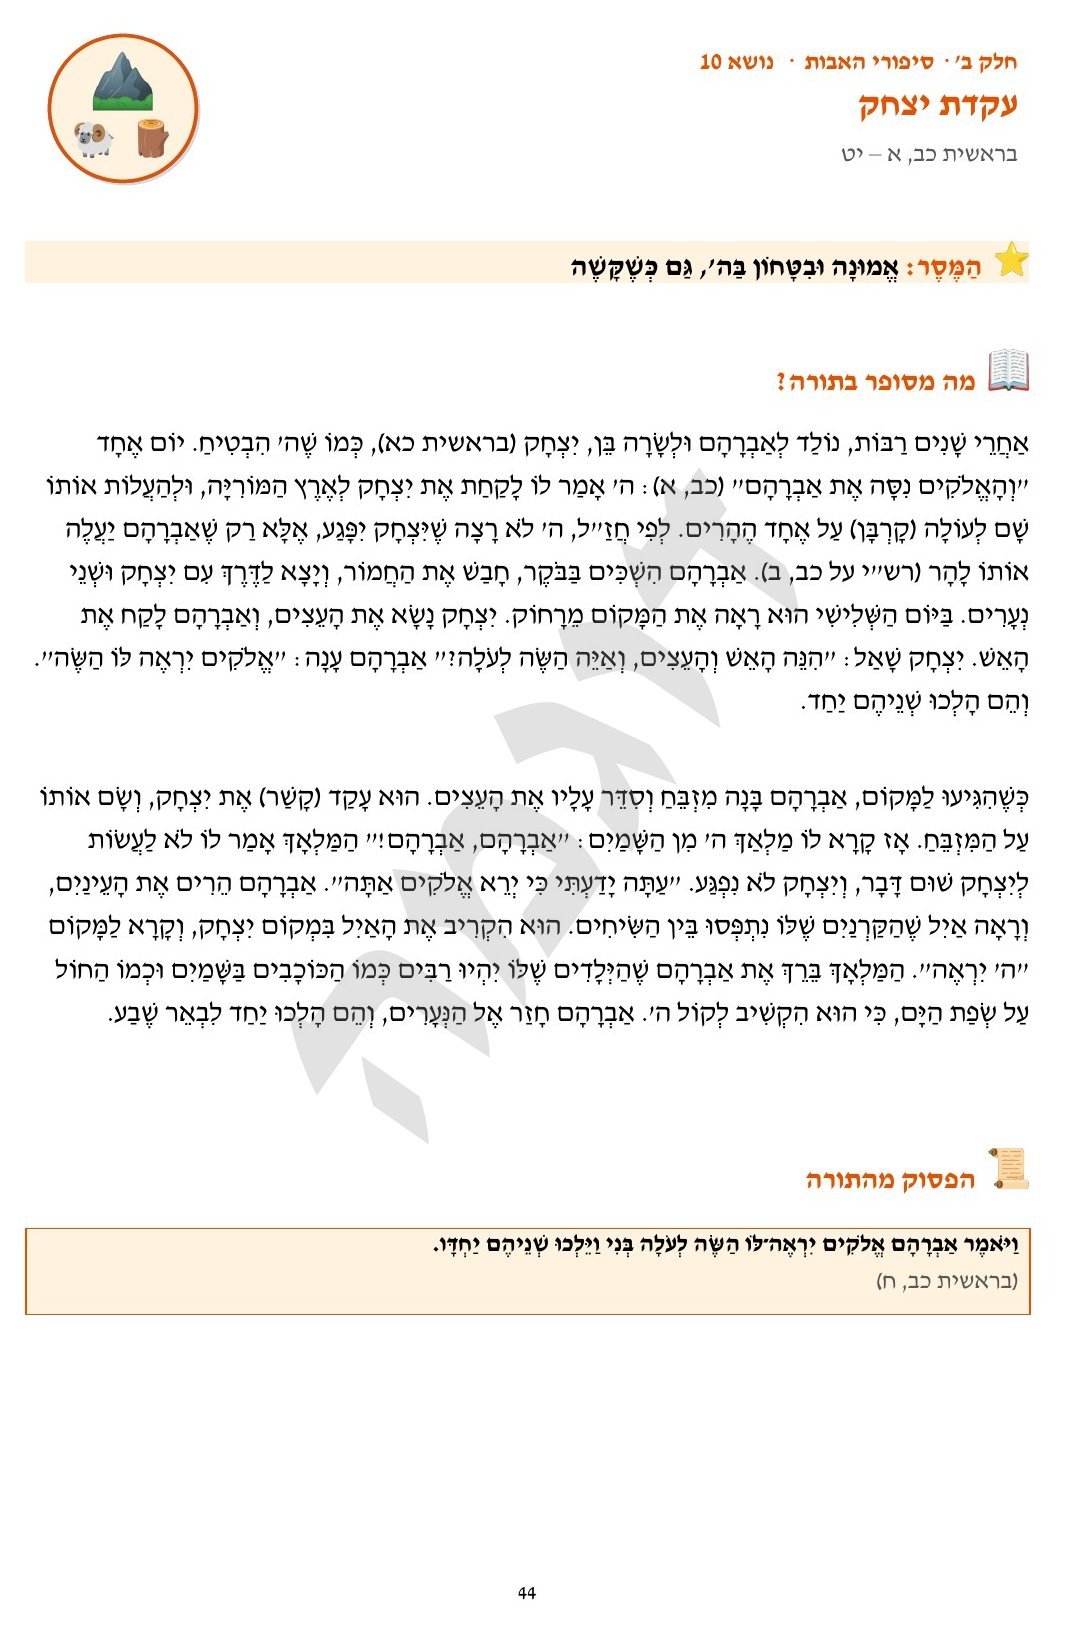 חלק ב׳ · סיפורי האבות · נושא 10
עקדת יצחק
בראשית כב, א – יט
הַמֶּסֶר: אֱמוּנָה וּבִטָּחוֹן בַּה׳, גַּם כְּשֶׁקָּשֶׁה
מה מסופר בתורה?
אַחֲרֵי שָׁנִים רַבּוֹת, נוֹלַד לְאַבְרָהָם וּלְשָׂרָה בֵּן, יִצְחָק (בראשית כא), כְּמוֹ שֶׁה׳ הִבְטִיחַ. יוֹם אֶחָד
״וְהָאֱלֹקִים נִסָּה אֶת אַבְרָהָם״ (כב, א): ה׳ אָמַר לוֹ לָקַחַת אֶת יִצְחָק לְאֶרֶץ הַמּוֹרִיָּה, וּלְהַעֲלוֹת אוֹתוֹ
שָׁם לְעוֹלָה (קָרְבָּן) עַל אֶחָד הֶהָרִים. לְפִי חֲזַ״ל, ה׳ לֹא רָצָה שֶׁיִּצְחָק יִפָּגַע, אֶלָּא רַק שֶׁאַבְרָהָם יַעֲלֶה
אוֹתוֹ לָהָר (רש״י על כב, ב). אַבְרָהָם הִשְׁכִּים בַּבֹּקֶר, חָבַשׁ אֶת הַחֲמוֹר, וְיָצָא לַדֶּרֶךְ עִם יִצְחָק וּשְׁנֵי
נְעָרִים. בַּיּוֹם הַשְּׁלִישִׁי הוּא רָאָה אֶת הַמָּקוֹם מֵרָחוֹק. יִצְחָק נָשָׂא אֶת הָעֵצִים, וְאַבְרָהָם לָקַח אֶת
הָאֵשׁ. יִצְחָק שָׁאַל: ״הִנֵּה הָאֵשׁ וְהָעֵצִים, וְאַיֵּה הַשֶּׂה לְעֹלָה?״ אַבְרָהָם עָנָה: ״אֱלֹקִים יִרְאֶה לּוֹ הַשֶּׂה״.
וְהֵם הָלְכוּ שְׁנֵיהֶם יַחַד.
כְּשֶׁהִגִּיעוּ לַמָּקוֹם, אַבְרָהָם בָּנָה מִזְבֵּחַ וְסִדֵּר עָלָיו אֶת הָעֵצִים. הוּא עָקַד (קָשַׁר) אֶת יִצְחָק, וְשָׂם אוֹתוֹ
עַל הַמִּזְבֵּחַ. אָז קָרָא לוֹ מַלְאַךְ ה׳ מִן הַשָּׁמַיִם: ״אַבְרָהָם, אַבְרָהָם!״ הַמַּלְאָךְ אָמַר לוֹ לֹא לַעֲשׂוֹת
לְיִצְחָק שׁוּם דָּבָר, וְיִצְחָק לֹא נִפְגַּע. ״עַתָּה יָדַעְתִּי כִּי יְרֵא אֱלֹקִים אַתָּה״. אַבְרָהָם הֵרִים אֶת הָעֵינַיִם,
וְרָאָה אַיִל שֶׁהַקַּרְנַיִם שֶׁלּוֹ נִתְפְּסוּ בֵּין הַשִּׂיחִים. הוּא הִקְרִיב אֶת הָאַיִל בִּמְקוֹם יִצְחָק, וְקָרָא לַמָּקוֹם
״ה׳ יִרְאֶה״. הַמַּלְאָךְ בֵּרֵךְ אֶת אַבְרָהָם שֶׁהַיְּלָדִים שֶׁלּוֹ יִהְיוּ רַבִּים כְּמוֹ הַכּוֹכָבִים בַּשָּׁמַיִם וּכְמוֹ הַחוֹל
עַל שְׂפַת הַיָּם, כִּי הוּא הִקְשִׁיב לְקוֹל ה׳. אַבְרָהָם חָזַר אֶל הַנְּעָרִים, וְהֵם הָלְכוּ יַחַד לִבְאֵר שֶׁבַע.
דוגמה
הפסוק מהתורה
וַיֹּאמֶר אַבְרָהָם אֱלֹקִים יִרְאֶה־לּוֹ הַשֶּׂה לְעֹלָה בְּנִי וַיֵּלְכוּ שְׁנֵיהֶם יַחְדָּו.
(בראשית כב, ח)
44